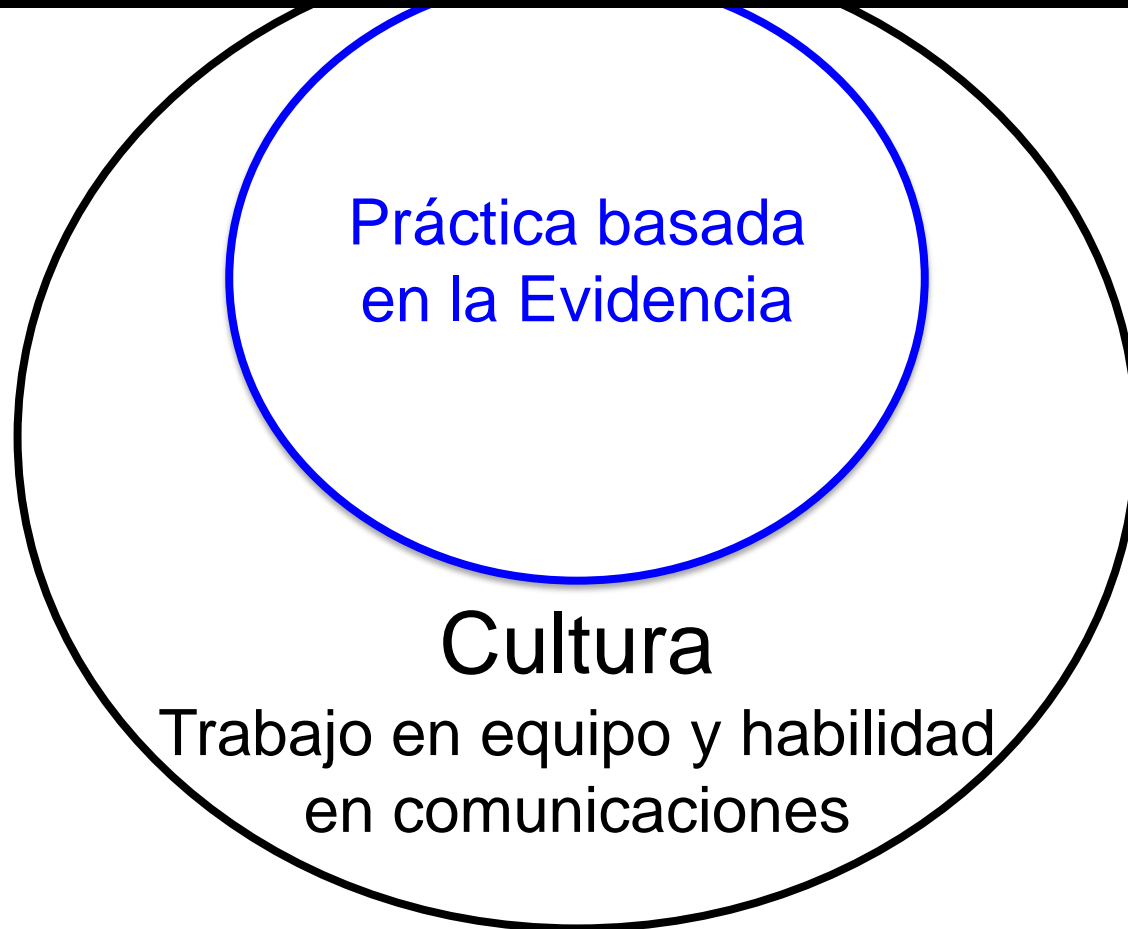 Práctica basada
en la Evidencia
Cultura
Trabajo en equipo y habilidad
en comunicaciones